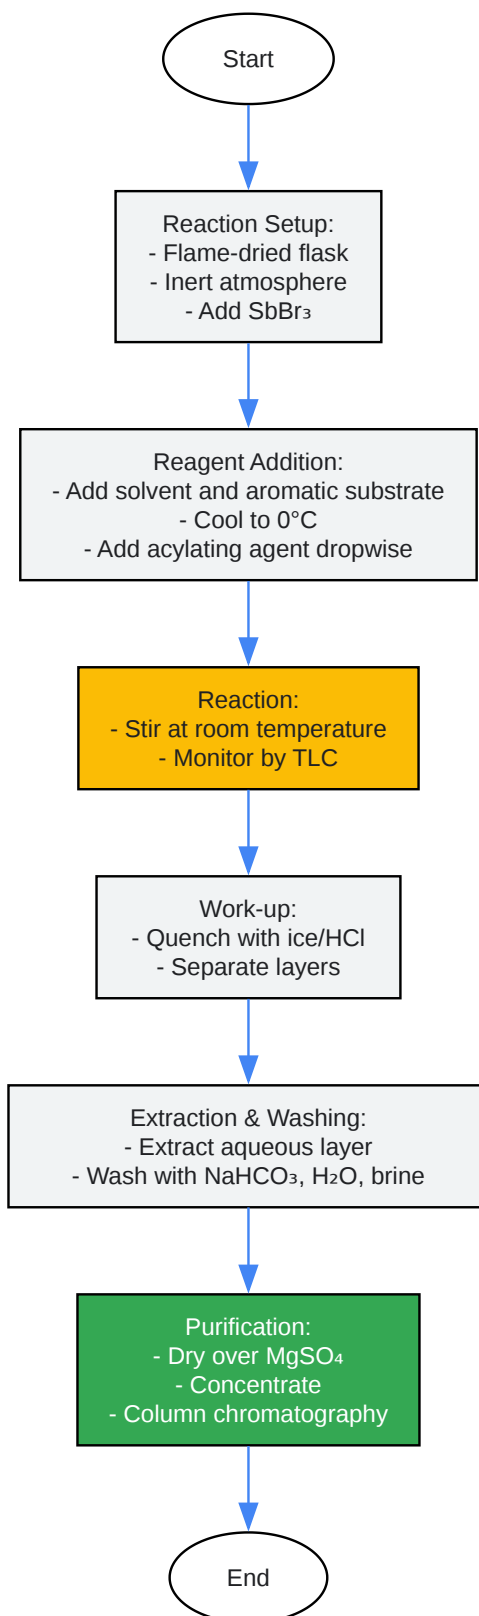 Start
Reaction Setup:
- Flame-dried flask
- Inert atmosphere
- Add SbBr₃
Reagent Addition:
- Add solvent and aromatic substrate
- Cool to 0°C
- Add acylating agent dropwise
Reaction:
- Stir at room temperature
- Monitor by TLC
Work-up:
- Quench with ice/HCl
- Separate layers
Extraction & Washing:
- Extract aqueous layer
- Wash with NaHCO₃, H₂O, brine
Purification:
- Dry over MgSO₄
- Concentrate
- Column chromatography
End